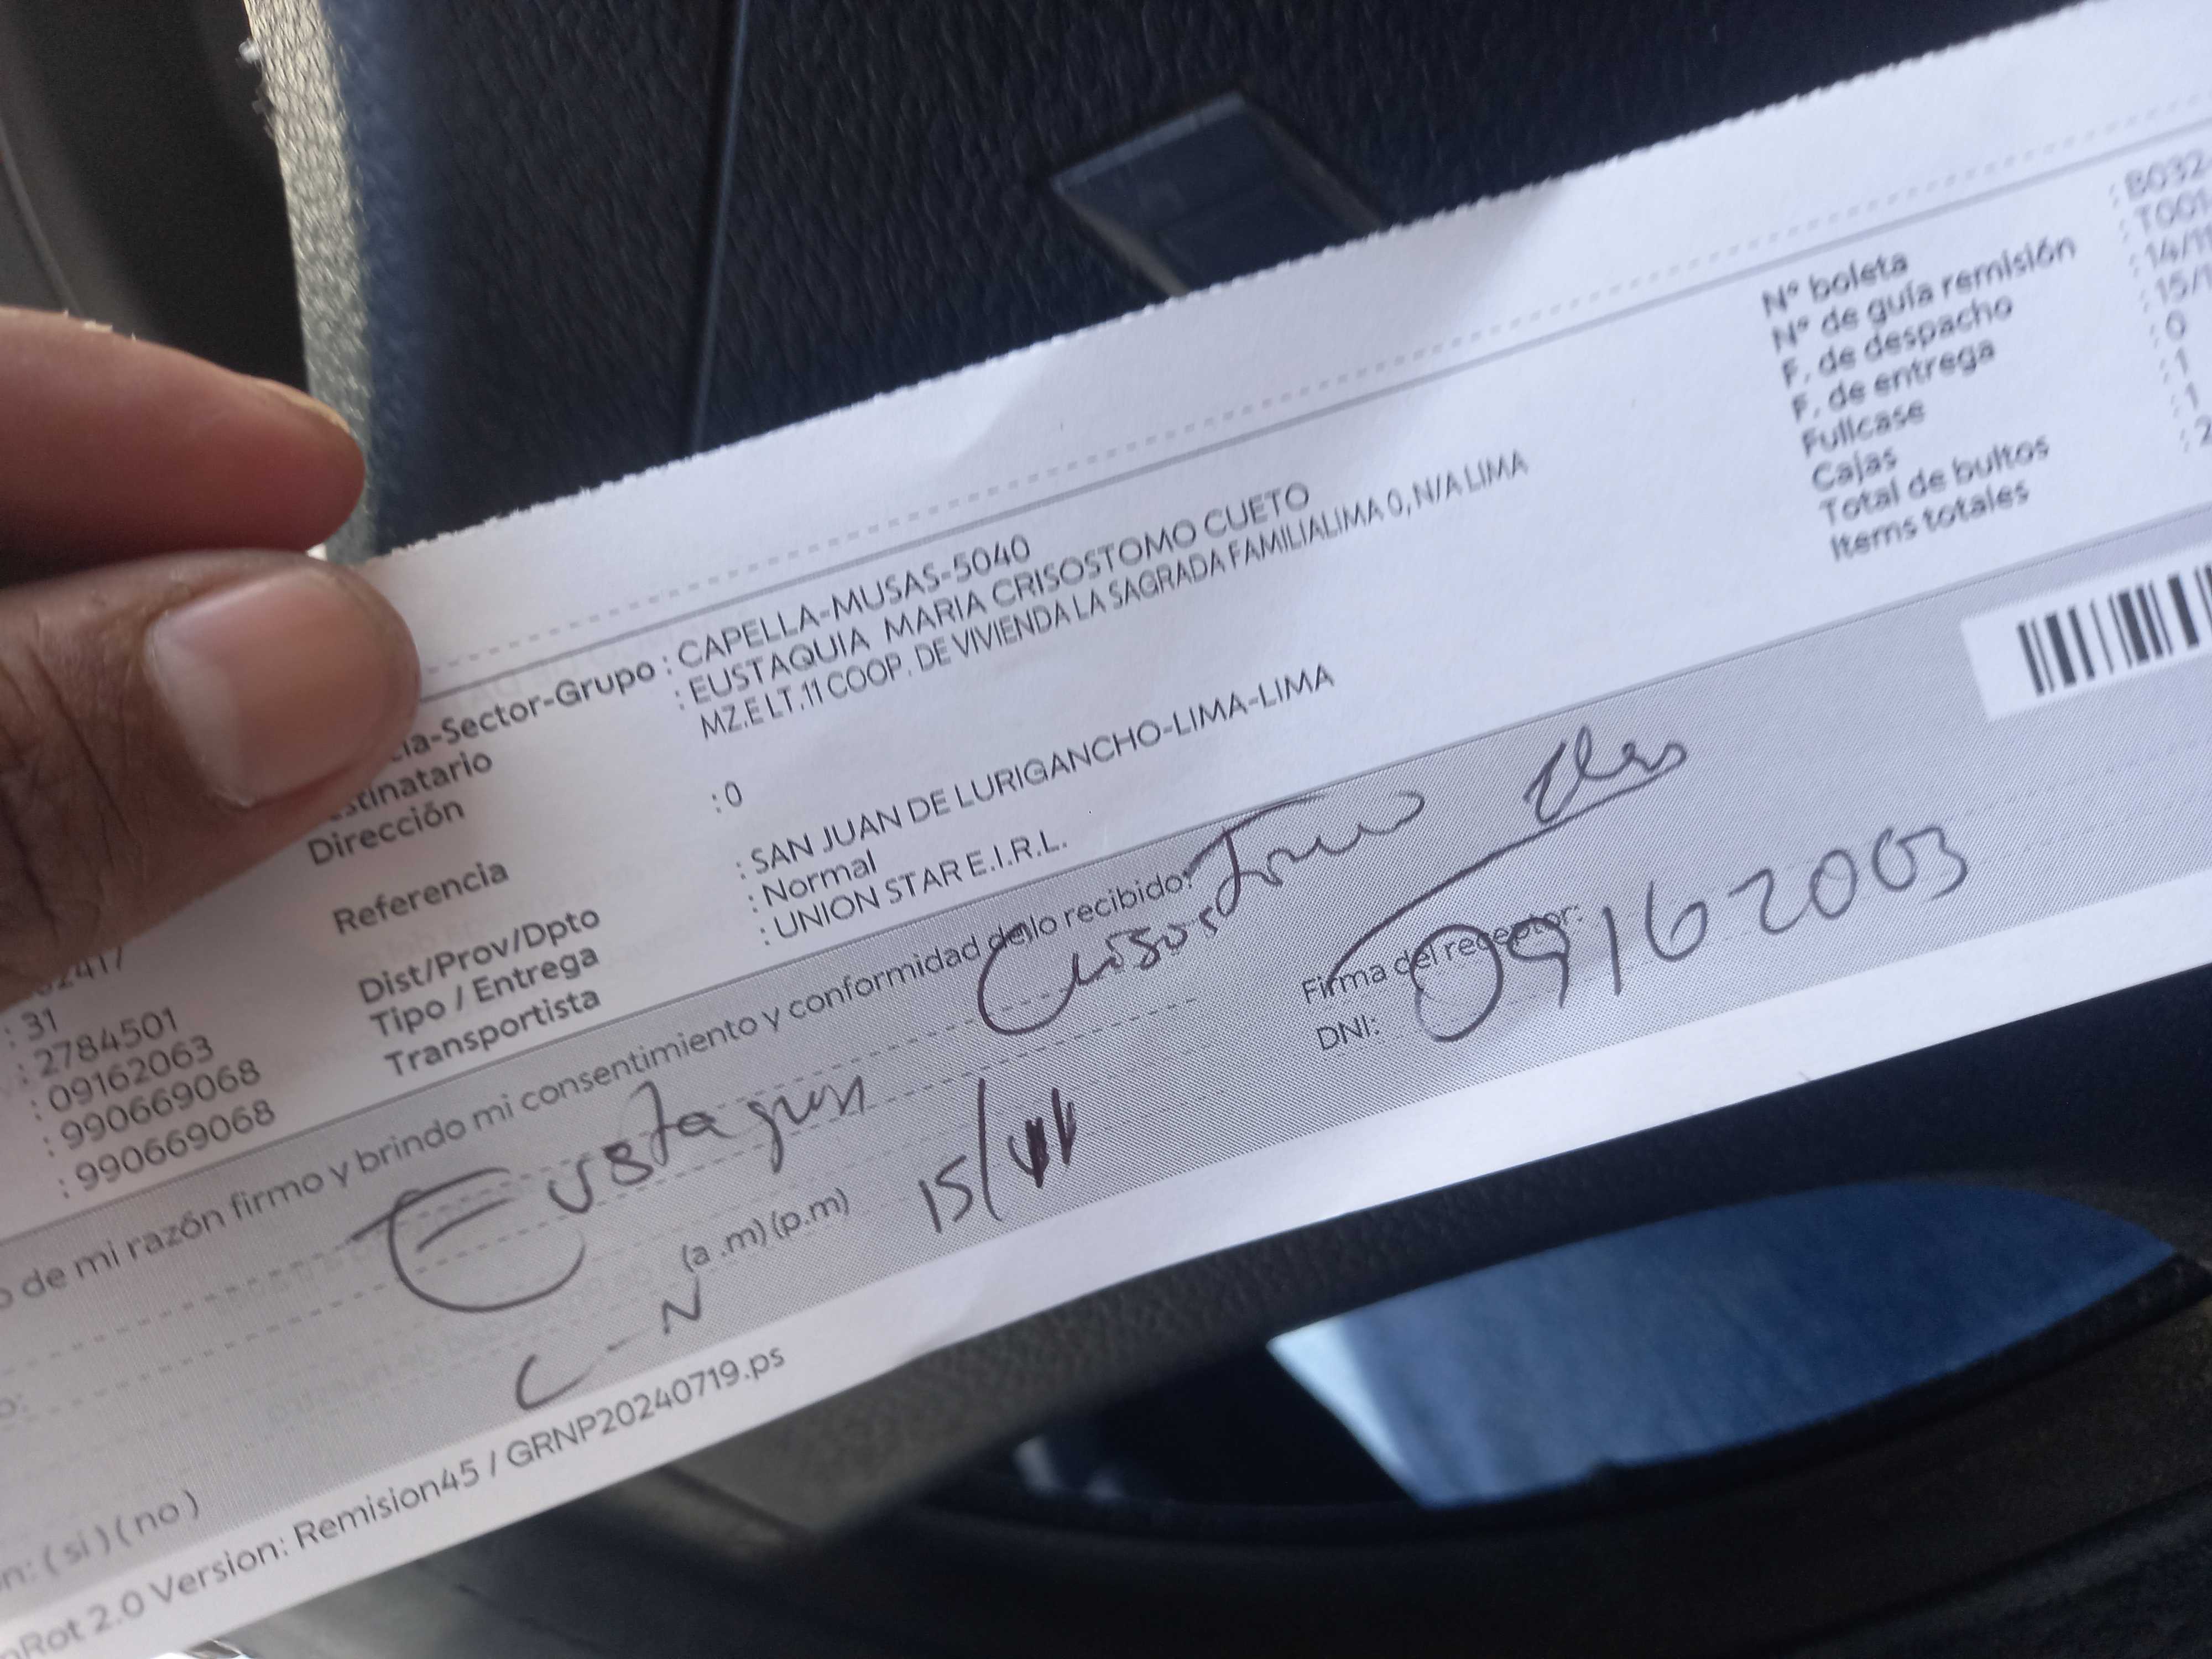 Nº boleta : B032
Nº de guía remisión : T001
F. de despacho : 14/1
F. de entrega : 15/1
Fullcase : 0
Cajas : 1
Total de bultos : 1
Items totales : 2
-Sector-Grupo : CAPELLA-MUSAS-5040
stinatario : EUSTAQUIA MARIA CRISOSTOMO CUETO
Dirección MZ.E LT.11 COOP. DE VIVIENDA LA SAGRADA FAMILIALIMA 0, N/A LIMA
Referencia : 0
Dist/Prov/Dpto : SAN JUAN DE LURIGANCHO-LIMA-LIMA
Tipo / Entrega : Normal
Transportista : UNION STAR E.I.R.L.
: 31
: 2784501
: 09162063
: 990669068
: 990669068
de mi razón firmo y brindo mi consentimiento y conformidad de lo recibido:
Crisostomo
Firma del receptor:
DNI: 09162063
(a .m) (p.m) 15/11
C-N
n: ( si ) ( no )
Rot 2.0 Version: Remision45 / GRNP20240719.ps